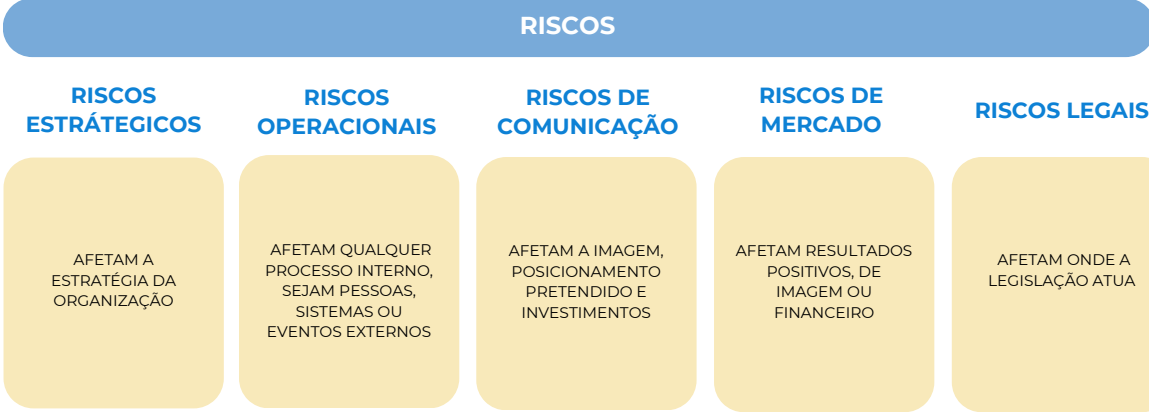 RISCOS
RISCOS
ESTRÁTEGICOS
RISCOS
OPERACIONAIS
RISCOS DE
COMUNICAÇÃO
RISCOS DE
MERCADO
RISCOS LEGAIS
AFETAM A
ESTRATÉGIA DA
ORGANIZAÇÃO
AFETAM QUALQUER
PROCESSO INTERNO,
SEJAM PESSOAS,
SISTEMAS OU
EVENTOS EXTERNOS
AFETAM A IMAGEM,
POSICIONAMENTO
PRETENDIDO E
INVESTIMENTOS
AFETAM RESULTADOS
POSITIVOS, DE
IMAGEM OU
FINANCEIRO
AFETAM ONDE A
LEGISLAÇÃO ATUA